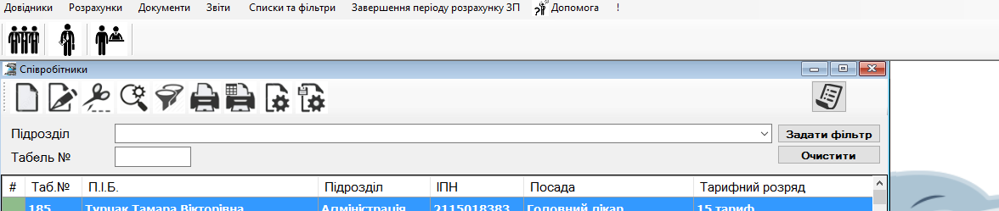 Довідники Розрахунки Документи Звіти Списки та фільтри Завершення періоду розрахунку ЗП Допомога !
Співробітники
Підрозділ Задати фільтр
Табель № Очистити
# Таб.№ П.І.Б. Підрозділ ІПН Посада Тарифний розряд
185 Турчак Тамара Вікторівна Адміністрація 2115018383 Головний лікар 15 тариф